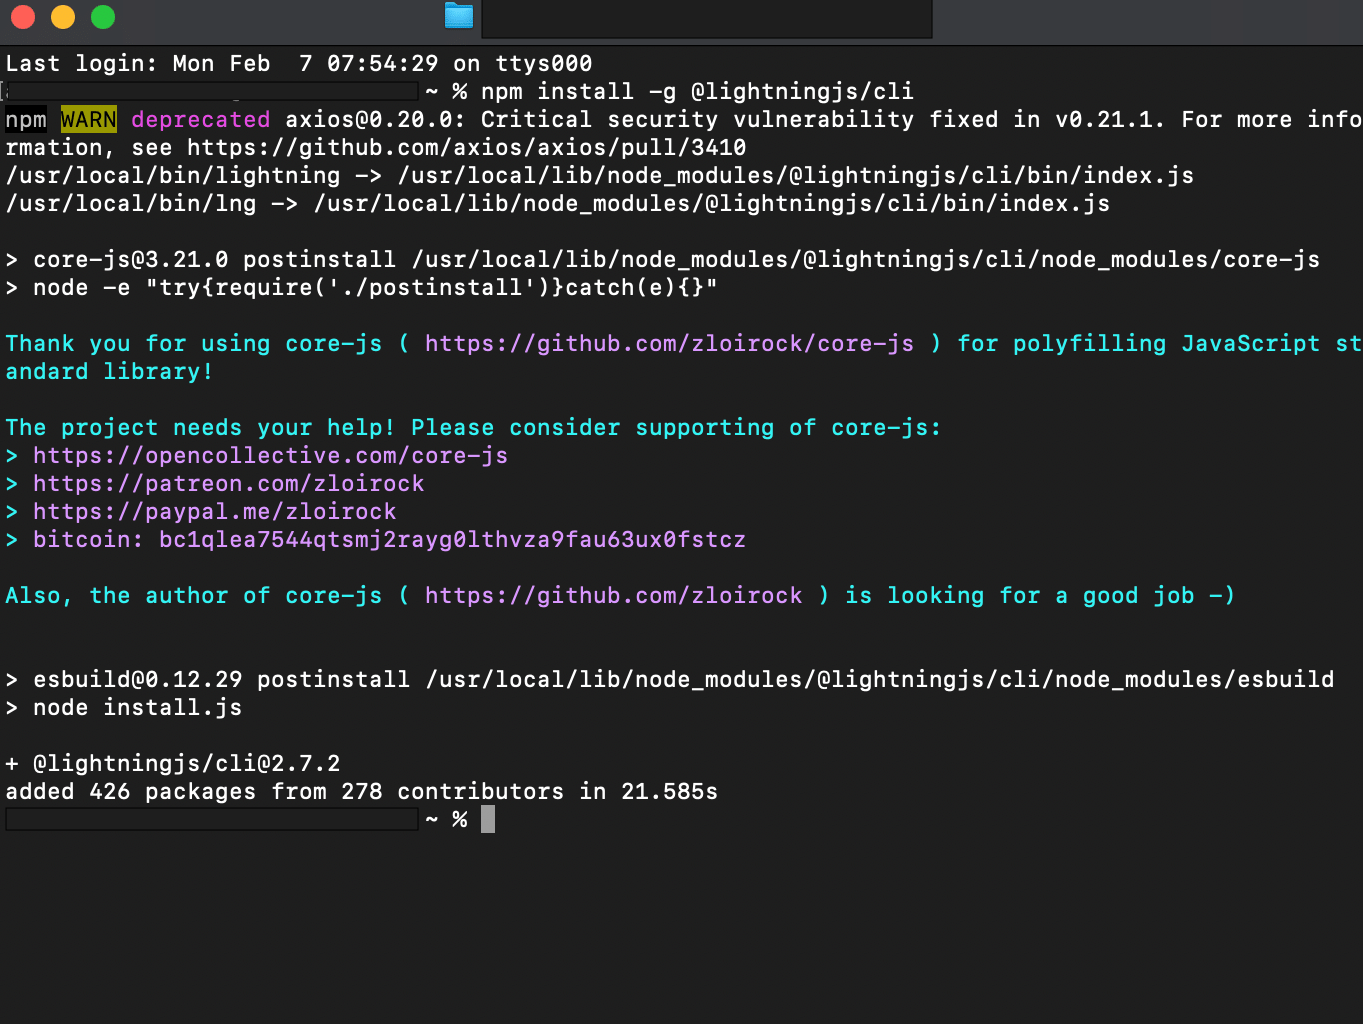 Last login: Mon Feb  7 07:54:29 on ttys000
~ % npm install -g @lightningjs/cli
npm WARN deprecated axios@0.20.0: Critical security vulnerability fixed in v0.21.1. For more info
rmation, see https://github.com/axios/axios/pull/3410
/usr/local/bin/lightning -> /usr/local/lib/node_modules/@lightningjs/cli/bin/index.js
/usr/local/bin/lng -> /usr/local/lib/node_modules/@lightningjs/cli/bin/index.js
> core-js@3.21.0 postinstall /usr/local/lib/node_modules/@lightningjs/cli/node_modules/core-js
> node -e "try{require('./postinstall')}catch(e){}"
Thank you for using core-js ( https://github.com/zloirock/core-js ) for polyfilling JavaScript st
andard library!
The project needs your help! Please consider supporting of core-js:
> https://opencollective.com/core-js
> https://patreon.com/zloirock
> https://paypal.me/zloirock
> bitcoin: bc1qlea7544qtsmj2rayg0lthvza9fau63ux0fstcz
Also, the author of core-js ( https://github.com/zloirock ) is looking for a good job -)
> esbuild@0.12.29 postinstall /usr/local/lib/node_modules/@lightningjs/cli/node_modules/esbuild
> node install.js
+ @lightningjs/cli@2.7.2
added 426 packages from 278 contributors in 21.585s
~ %